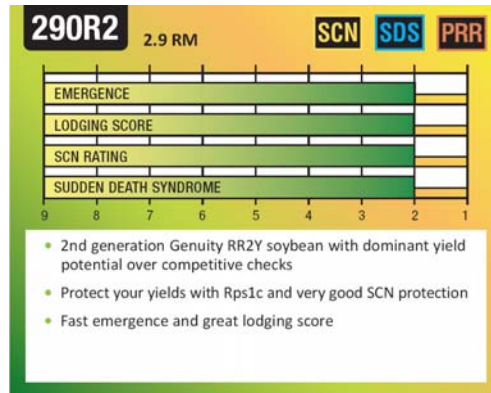 290R2 2.9 RM SCN SDS PRR
EMERGENCE
LODGING SCORE
SCN RATING
SUDDEN DEATH SYNDROME
9 8 7 6 5 4 3 2 1
• 2nd generation Genuity RR2Y soybean with dominant yield
potential over competitive checks
• Protect your yields with Rps1c and very good SCN protection
• Fast emergence and great lodging score